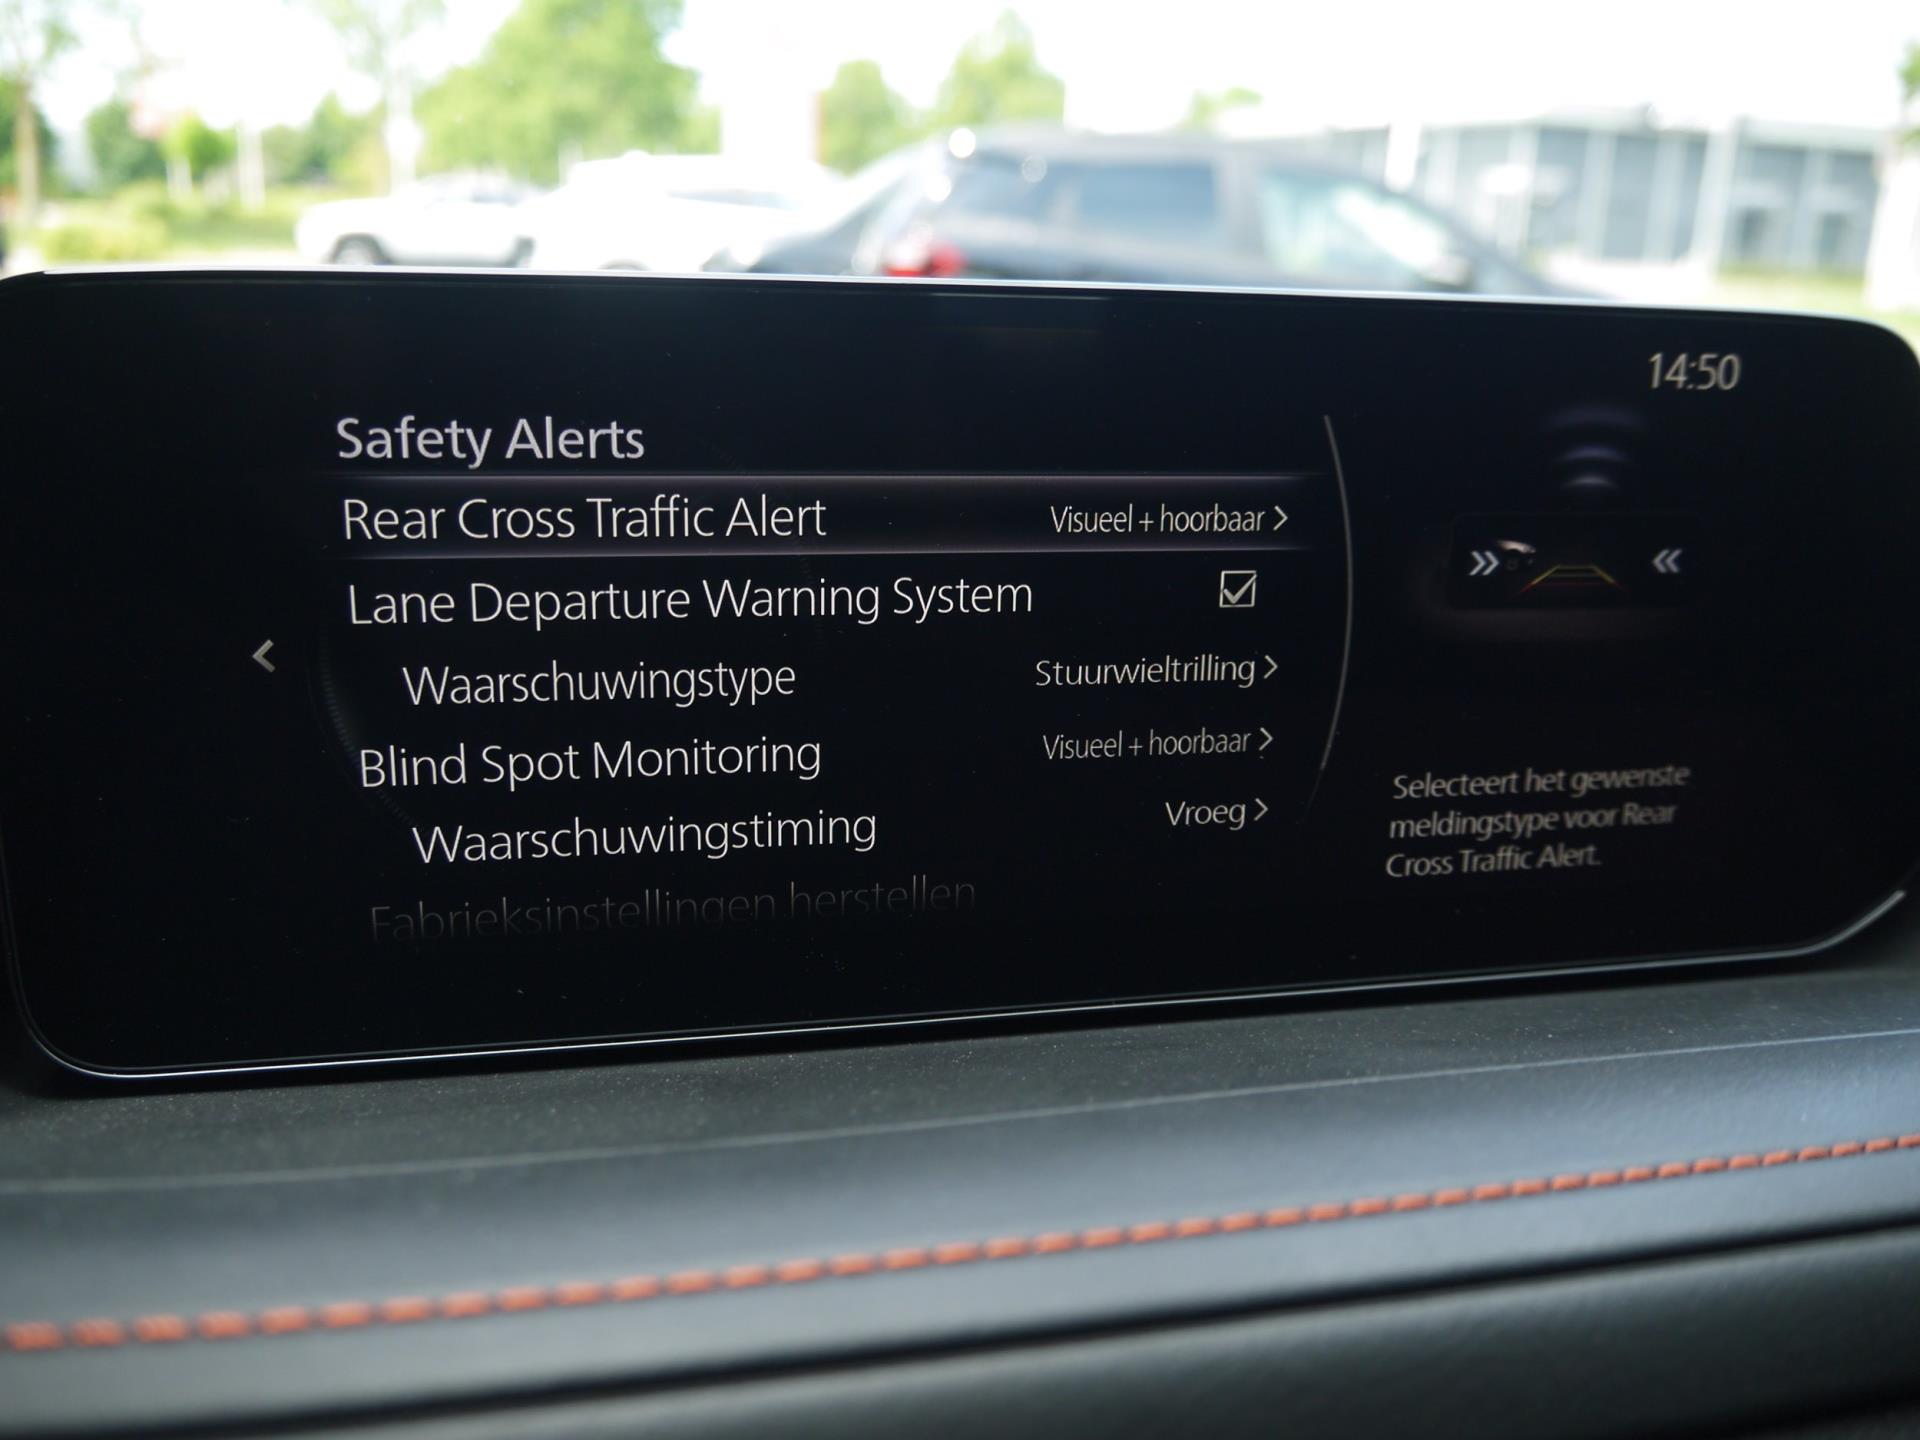 14:50
Safety Alerts
Rear Cross Traffic Alert Visueel + hoorbaar >
Lane Departure Warning System
Waarschuwingstype Stuurwieltrilling >
Blind Spot Monitoring Visueel + hoorbaar >
Waarschuwingstiming Vroeg >
Fabrieksinstellingen herstellen
Selecteert het gewenste
meldingstype voor Rear
Cross Traffic Alert.